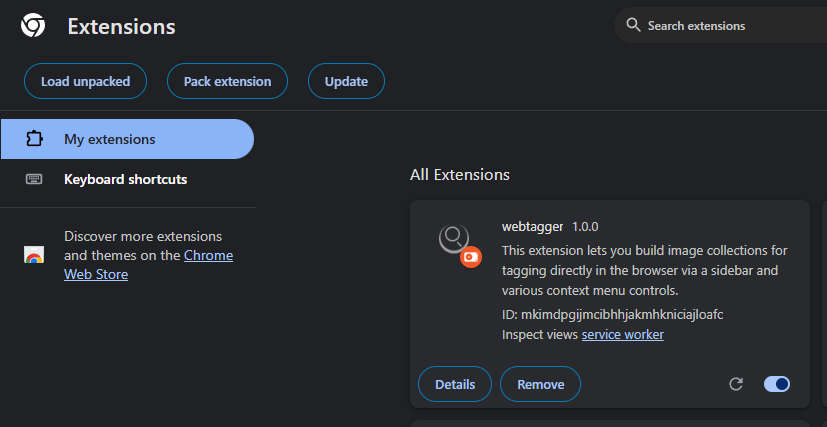 Extensions
Search extensions
Load unpacked
Pack extension
Update
My extensions
Keyboard shortcuts
Discover more extensions
and themes on the Chrome
Web Store
All Extensions
webtagger 1.0.0
This extension lets you build image collections for
tagging directly in the browser via a sidebar and
various context menu controls.
ID: mkimdpgijmcibhhjakmhkniciajloafc
Inspect views service worker
Details
Remove